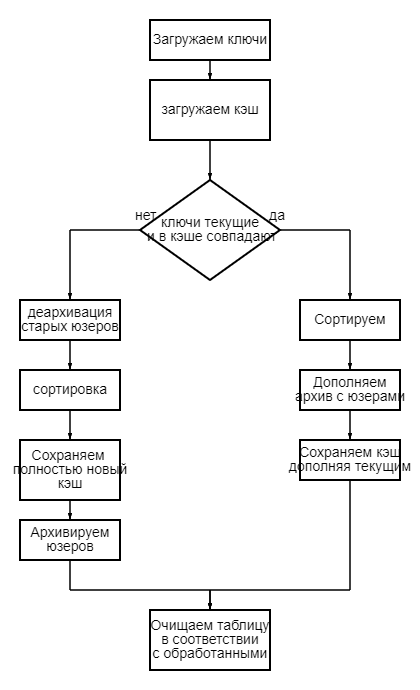 Загружаем ключи
загружаем кэш
нет
да
ключи текущие
и в кэше совпадают
деархивация
старых юзеров
сортировка
Сохраняем
полностью новый
кэш
Архивируем
юзеров
Сортируем
Дополняем
архив с юзерами
Сохраняем кэш
дополняя текущим
Очищаем таблицу
в соответствии
с обработанными